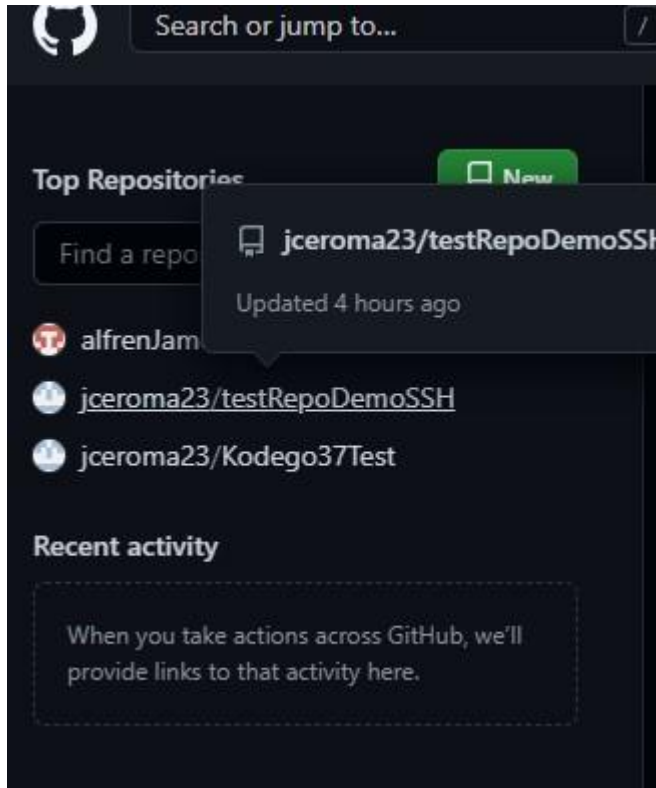 Search or jump to...
/
Top Repositories
New
jceroma23/testRepoDemoSSH
Find a repo
Updated 4 hours ago
alfrenJam
jceroma23/testRepoDemoSSH
jceroma23/Kodego37Test
Recent activity
When you take actions across GitHub, we'll
provide links to that activity here.